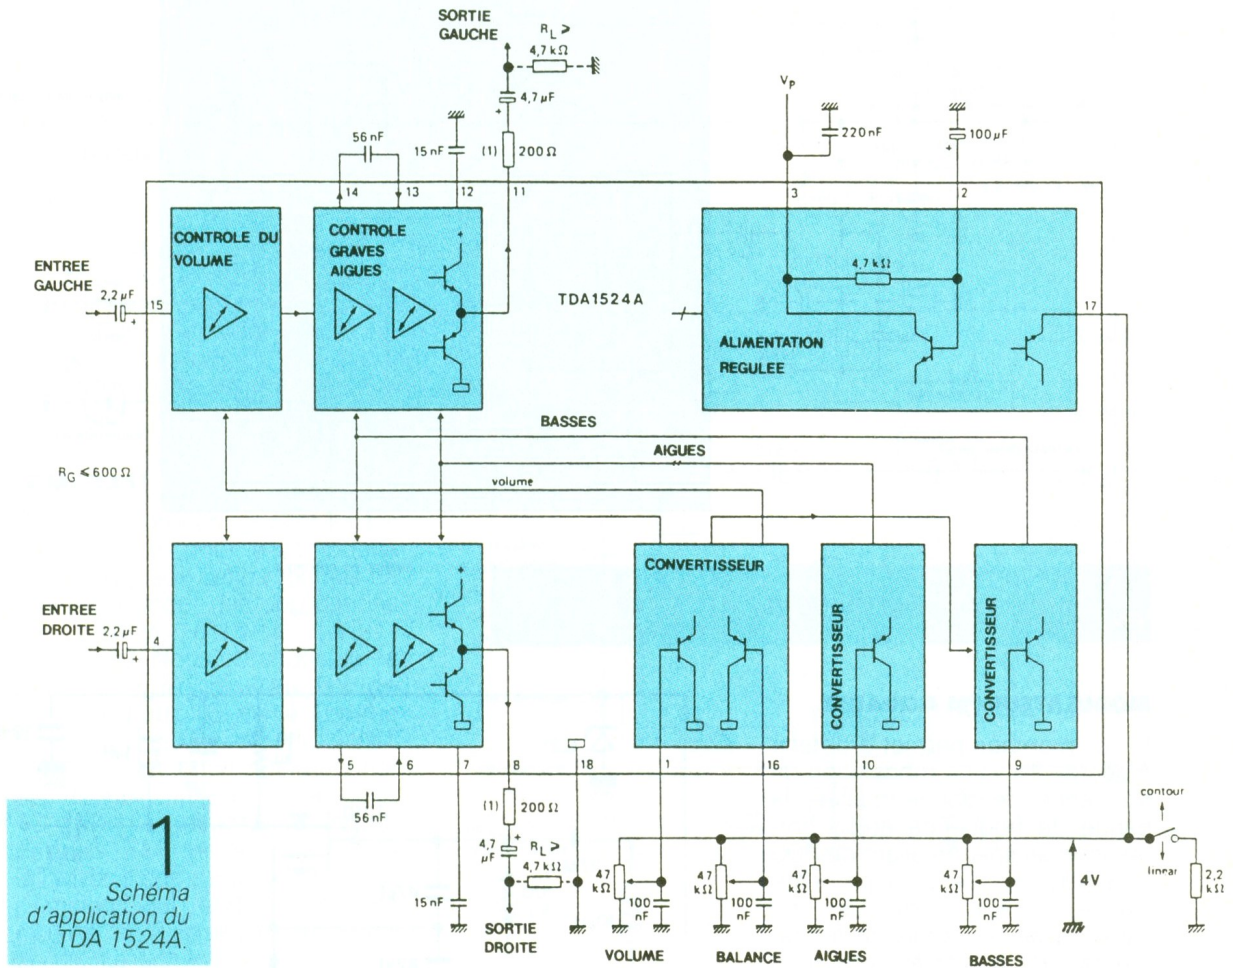 SORTIE
GAUCHE
R_L ⩾
4,7 kΩ
4,7 µF
+
V_P
220 nF
100 µF
+
56 nF
15 nF
(1) 200 Ω
14 13 12 11 3 2
CONTROLE DU
VOLUME
CONTROLE
GRAVES
AIGUES
+
4,7 kΩ
ENTREE
GAUCHE
2,2 µF
+
15
TDA1524A
17
ALIMENTATION
REGULEE
BASSES
AIGUES
R_G ⩽ 600 Ω
volume
CONVERTISSEUR
CONVERTISSEUR
CONVERTISSEUR
+
ENTRÉE
DROITE
2,2 µF
+
4
5 6 7 8 18 1 16 10 9
56 nF
(1) 200 Ω
+
4,7
µF
R_L ⩾
4,7 kΩ
15 nF
SORTIE
DROITE
contour
linear
47
kΩ
100
nF
47
kΩ
100
nF
47
kΩ
100
nF
47
kΩ
100
nF
4V
2,2
kΩ
VOLUME BALANCE AIGUES BASSES
1
Schéma
d'application du
TDA 1524A.